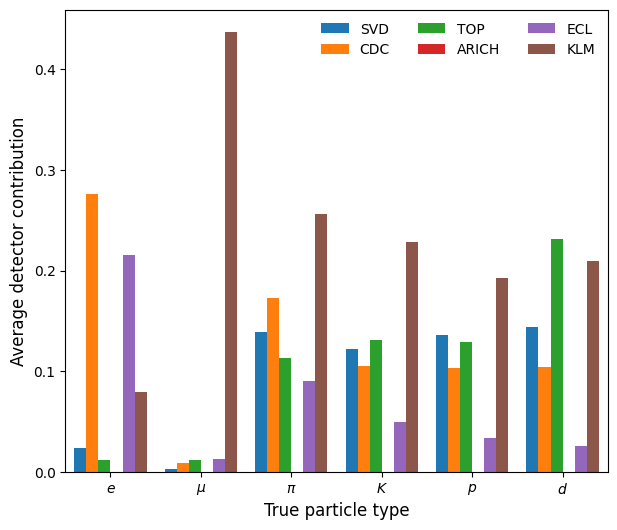 SVD TOP ECL
CDC ARICH KLM
Average detector contribution
0.4
0.3
0.2
0.1
0.0
e μ π K p d
True particle type